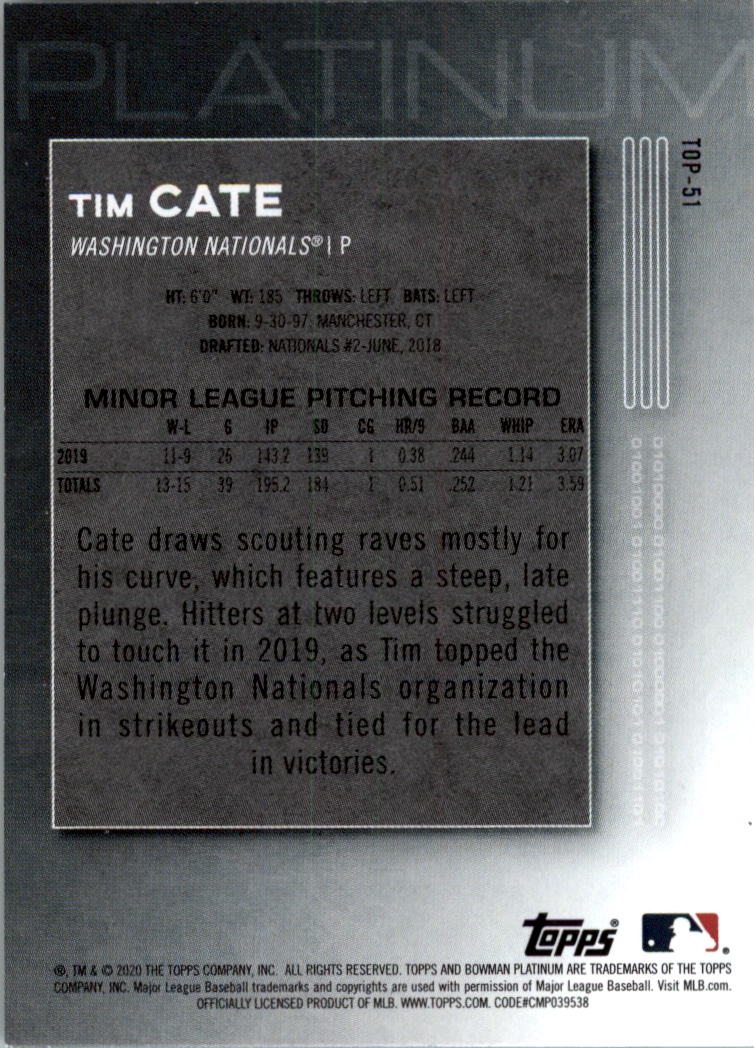 PLATINUM
TOP-51
TIM CATE
WASHINGTON NATIONALS® | P
HT: 6'0" WT: 185 THROWS: LEFT BATS: LEFT
BORN: 9-30-97, MANCHESTER, CT
DRAFTED: NATIONALS #2-JUNE, 2018
MINOR LEAGUE PITCHING RECORD
W-L G IP SO CG HR/9 BAA WHIP ERA
2019 11-9 26 143.2 139 1 0.38 .244 1.14 3.07
TOTALS 13-15 39 195.2 184 1 0.51 .252 1.21 3.59
Cate draws scouting raves mostly for
his curve, which features a steep, late
plunge. Hitters at two levels struggled
to touch it in 2019, as Tim topped the
Washington Nationals organization
in strikeouts and tied for the lead
in victories.
topps®
®, TM & © 2020 THE TOPPS COMPANY, INC. ALL RIGHTS RESERVED. TOPPS AND BOWMAN PLATINUM ARE TRADEMARKS OF THE TOPPS
COMPANY, INC. Major League Baseball trademarks and copyrights are used with permission of Major League Baseball. Visit MLB.com.
OFFICIALLY LICENSED PRODUCT OF MLB. WWW.TOPPS.COM. CODE#CMP039538